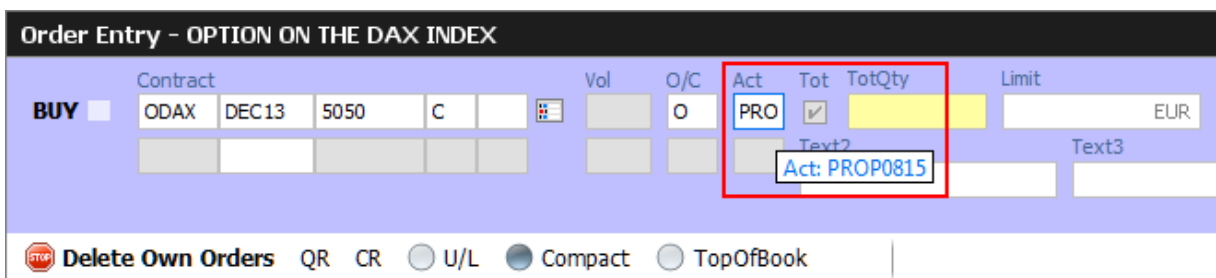 Order Entry - OPTION ON THE DAX INDEX
Contract Vol O/C Act Tot TotQty Limit
BUY ODAX DEC13 5050 C O PRO EUR
Text2 Text3
Act: PROP0815
STOP Delete Own Orders QR CR U/L Compact TopOfBook